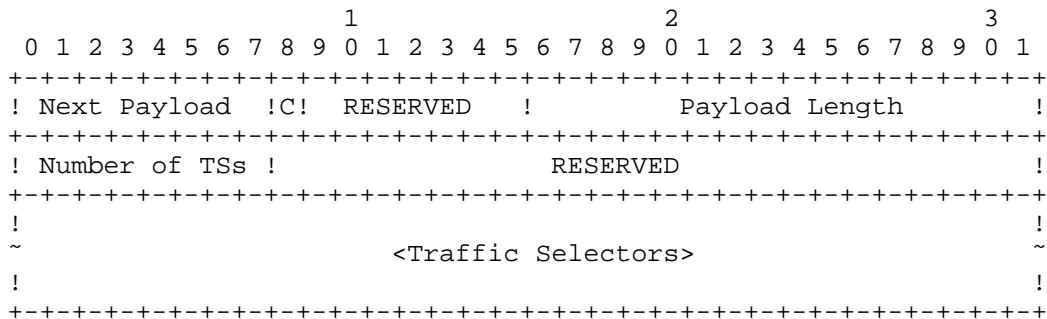 1                   2                   3
 0 1 2 3 4 5 6 7 8 9 0 1 2 3 4 5 6 7 8 9 0 1 2 3 4 5 6 7 8 9 0 1
+-+-+-+-+-+-+-+-+-+-+-+-+-+-+-+-+-+-+-+-+-+-+-+-+-+-+-+-+-+-+-+-+
! Next Payload  !C!  RESERVED   !         Payload Length        !
+-+-+-+-+-+-+-+-+-+-+-+-+-+-+-+-+-+-+-+-+-+-+-+-+-+-+-+-+-+-+-+-+
! Number of TSs !                 RESERVED                      !
+-+-+-+-+-+-+-+-+-+-+-+-+-+-+-+-+-+-+-+-+-+-+-+-+-+-+-+-+-+-+-+-+
!                                                               !
~                       <Traffic Selectors>                     ~
!                                                               !
+-+-+-+-+-+-+-+-+-+-+-+-+-+-+-+-+-+-+-+-+-+-+-+-+-+-+-+-+-+-+-+-+